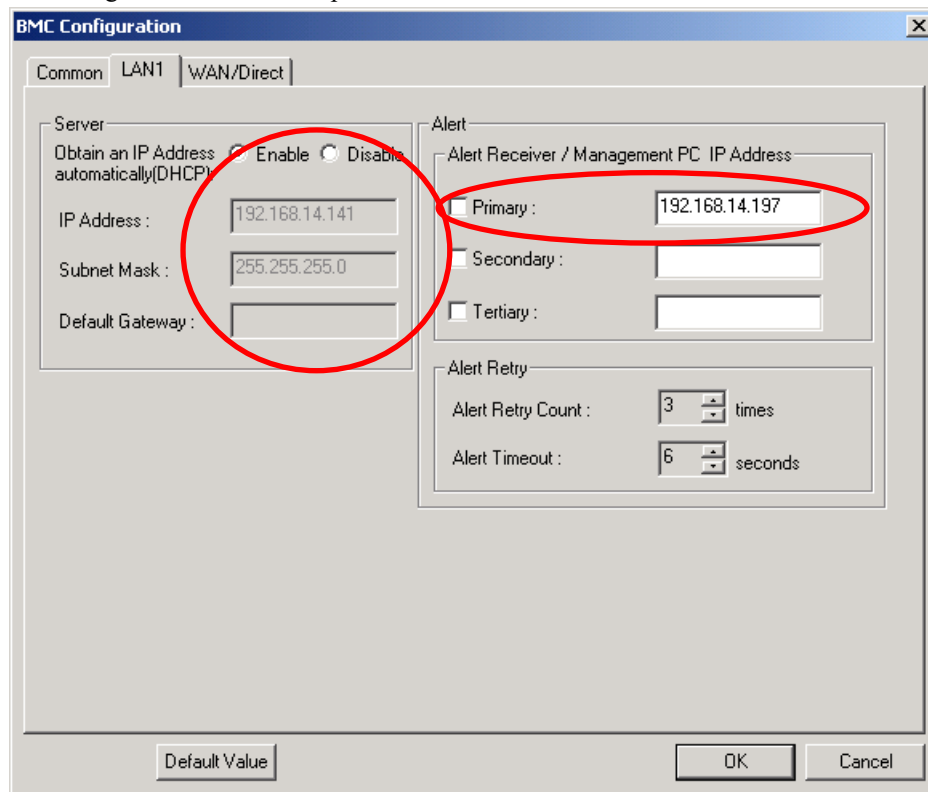 BMC Configuration
Common LAN1 WAN/Direct
Server
Obtain an IP Address automatically(DHCP): Enable Disable
IP Address : 192.168.14.141
Subnet Mask : 255.255.255.0
Default Gateway :
Alert
Alert Receiver / Management PC IP Address
Primary : 192.168.14.197
Secondary :
Tertiary :
Alert Retry
Alert Retry Count : 3 times
Alert Timeout : 6 seconds
Default Value OK Cancel